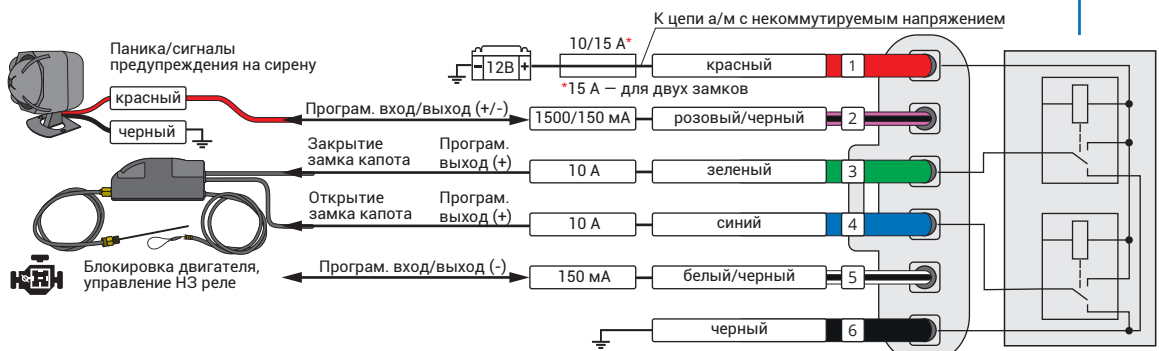 К цепи а/м с некоммутируемым напряжением
Паника/сигналы
предупреждения на сирену
10/15 А*
- 12В +
красный
1
*15 А — для двух замков
красный
Програм. вход/выход (+/-)
1500/150 мА
розовый/черный
2
черный
Закрытие
замка капота
Програм.
выход (+)
10 А
зеленый
3
Открытие
замка капота
Програм.
выход (+)
10 А
синий
4
Блокировка двигателя,
управление НЗ реле
Програм. вход/выход (-)
150 мА
белый/черный
5
черный
6